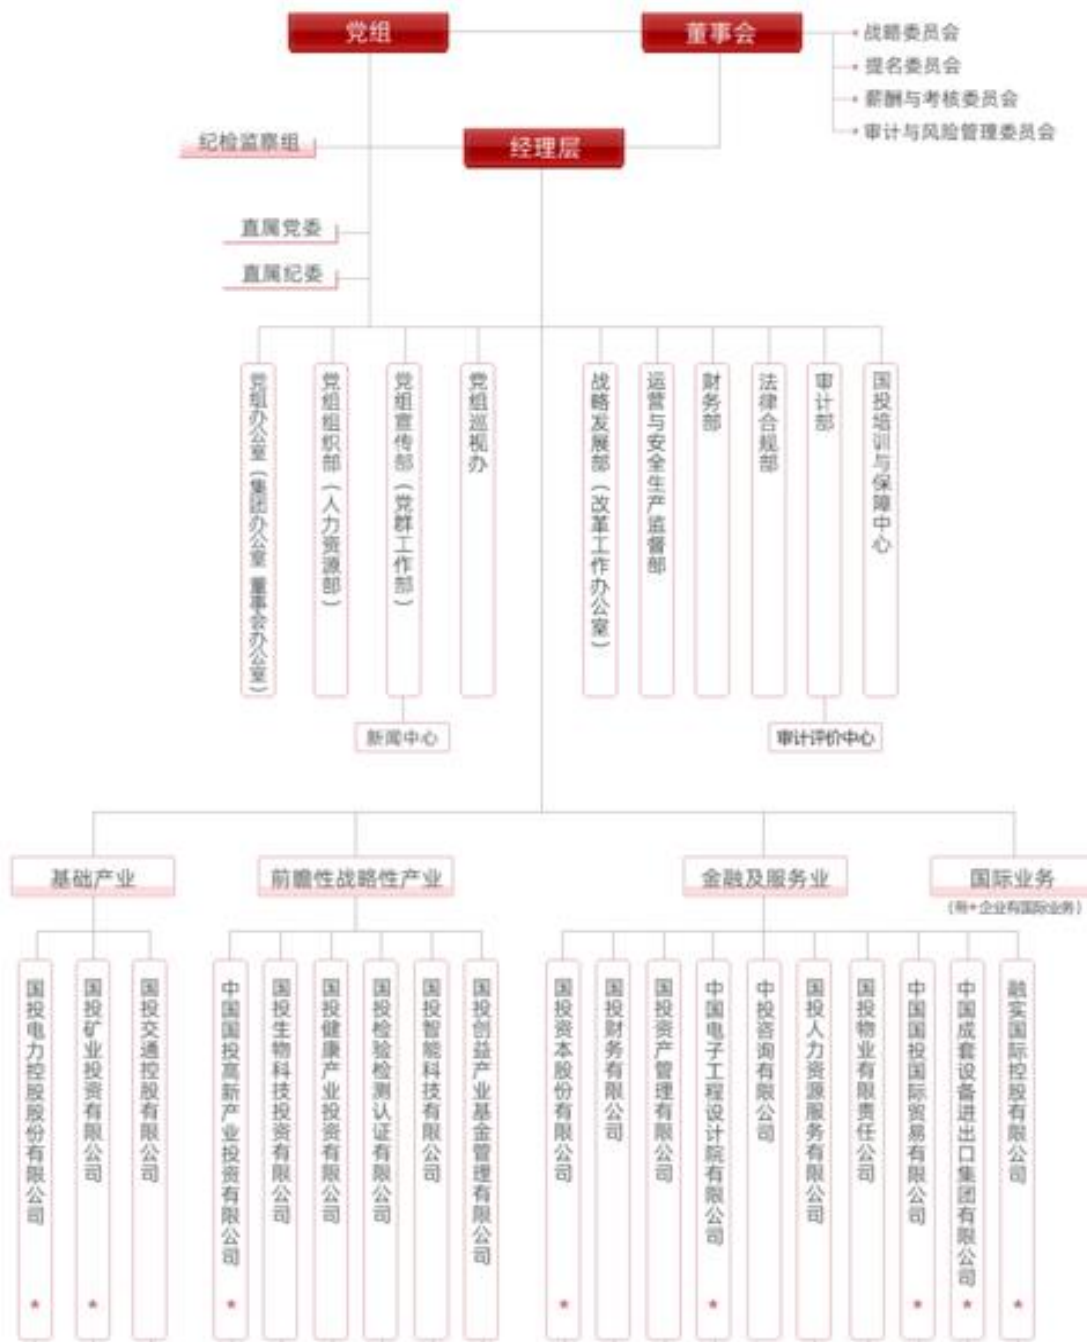 党组
董事会
战略委员会
提名委员会
薪酬与考核委员会
审计与风险管理委员会
纪检监察组
经理层
直属党委
直属纪委
党组办公室（集团办公室 董事会办公室）
党组组织部（人力资源部）
党组宣传部（党群工作部）
党组巡视办
战略发展部（改革工作办公室）
运营与安全生产监督部
财务部
法律合规部
审计部
国投培训与保障中心
新闻中心
审计评价中心
基础产业
前瞻性战略性产业
金融及服务业
国际业务
（带*企业有国际业务）
国投电力控股股份有限公司 *
国投矿业投资有限公司 *
国投交通控股有限公司
中国国投高新产业投资有限公司 *
国投生物科技投资有限公司
国投健康产业投资有限公司
国投检验检测认证有限公司
国投智能科技有限公司
国投创益产业基金管理有限公司
国投资本股份有限公司 *
国投财务有限公司
国投资产管理有限公司
中国电子工程设计院有限公司 *
中投咨询有限公司
国投人力资源服务有限公司
国投物业有限责任公司
中国国投国际贸易有限公司 *
中国成套设备进出口集团有限公司 *
融实国际控股有限公司 *